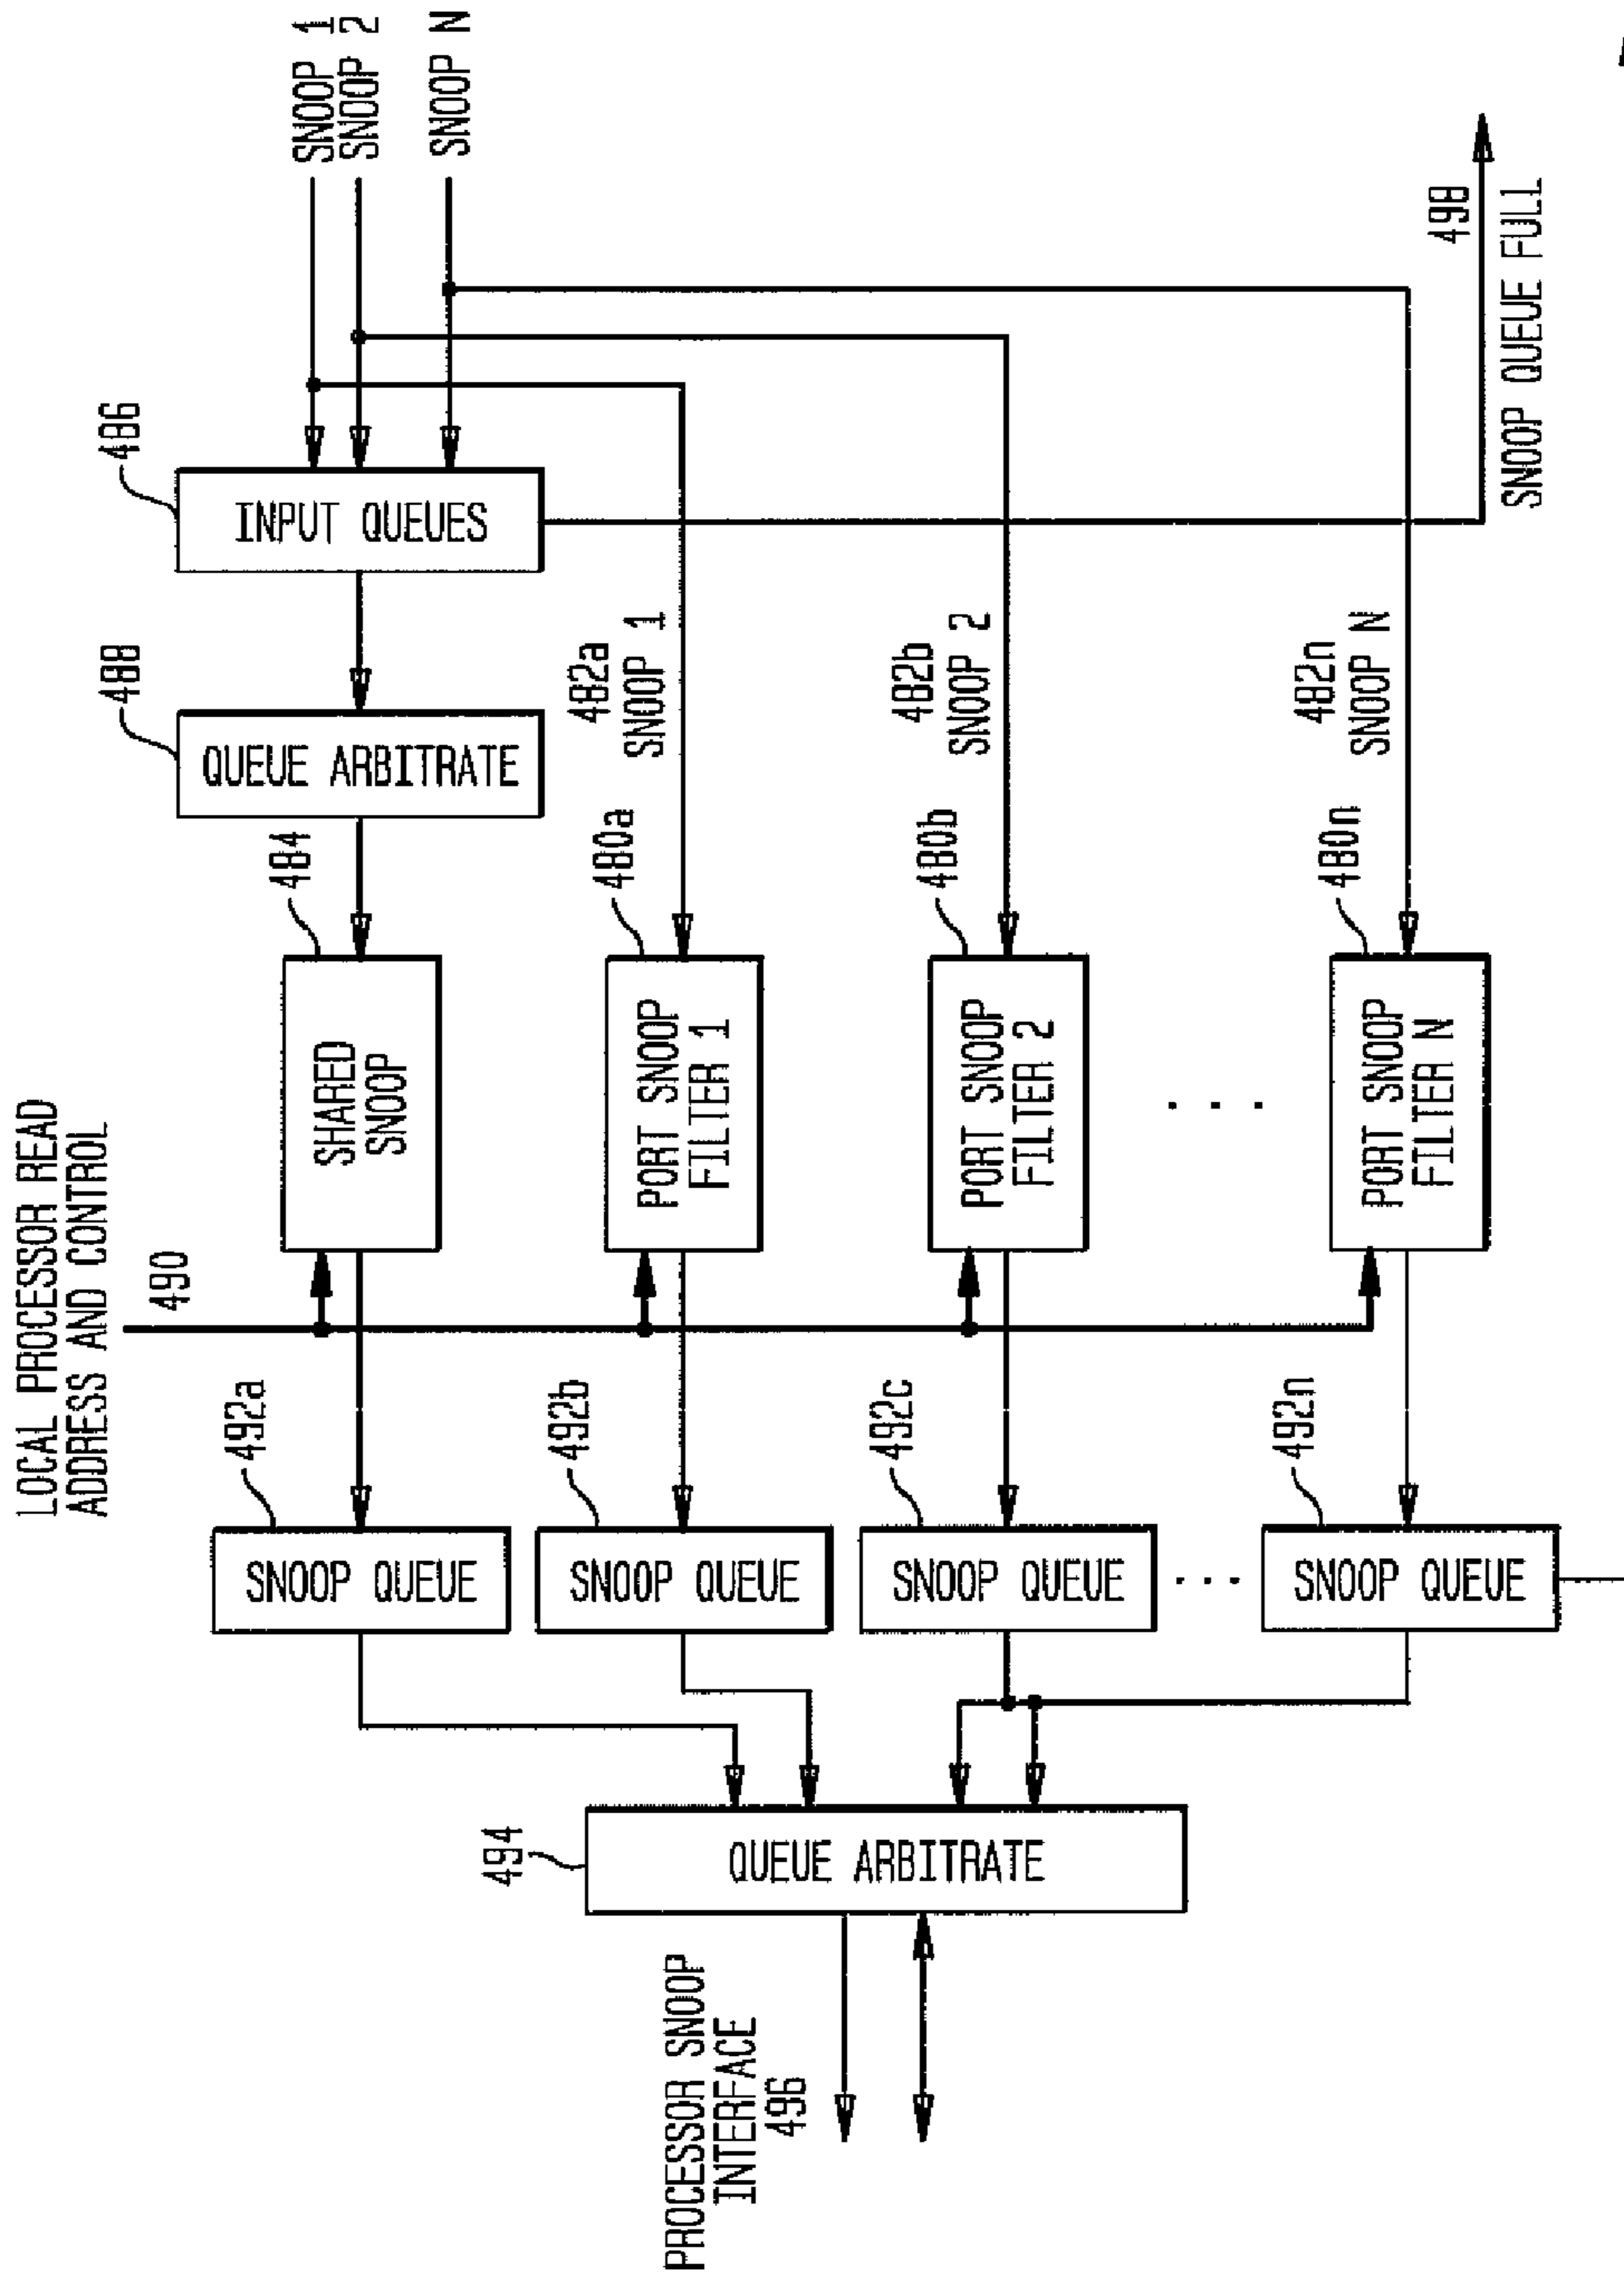 LOCAL PROCESSOR READ
ADDRESS AND CONTROL
490
SNOOP 1
SNOOP 2
SNOOP N
486
INPUT QUEUES
488
QUEUE ARBITRATE
484
SHARED
SNOOP
492a
SNOOP QUEUE
482a
SNOOP 1
480a
PORT SNOOP
FILTER 1
492b
SNOOP QUEUE
482b
SNOOP 2
480b
PORT SNOOP
FILTER 2
492c
SNOOP QUEUE
. . .
...
482n
SNOOP N
480n
PORT SNOOP
FILTER N
492n
SNOOP QUEUE
498
SNOOP QUEUE FULL
494
QUEUE ARBITRATE
PROCESSOR SNOOP
INTERFACE
496